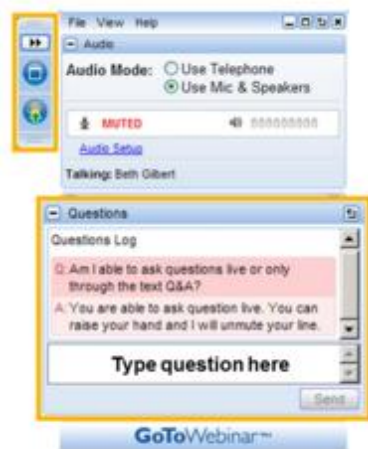 File View Help
Audio
Audio Mode: Use Telephone
Use Mic & Speakers
MUTED
Audio Setup
Talking: Beth Gilbert
Questions
Questions Log
Q: Am I able to ask questions live or only
through the text Q&A?
A: You are able to ask question live. You can
raise your hand and I will unmute your line.
Type question here
Send
GoToWebinar™